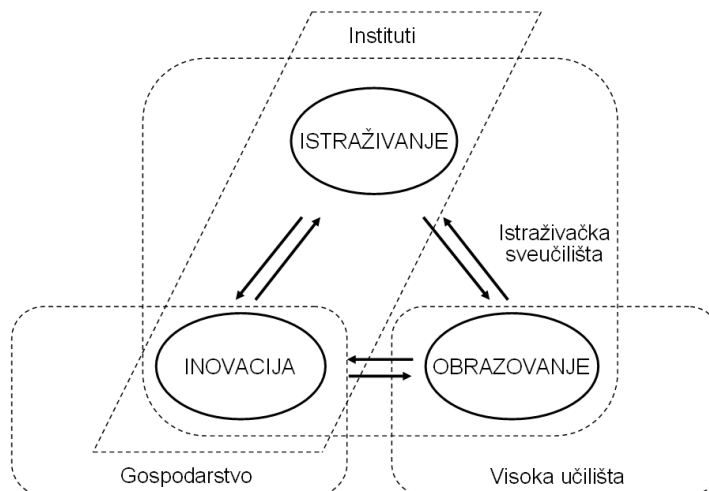 Instituti
ISTRAŽIVANJE
Istraživačka
sveučilišta
INOVACIJA
OBRAZOVANJE
Gospodarstvo
Visoka učilišta